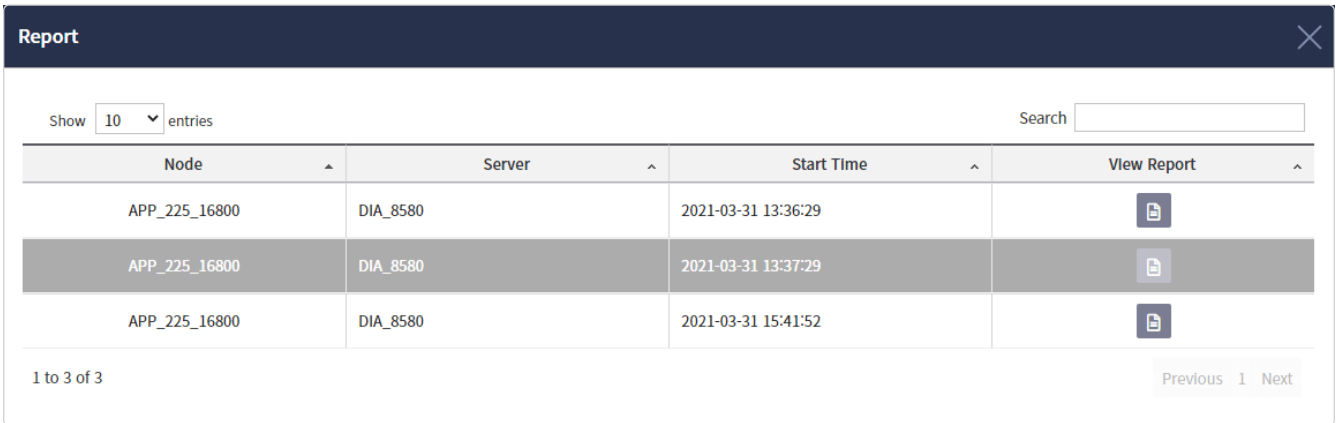 Report
Show 10 entries Search
Node Server Start TIme VIew Report
APP_225_16800 DIA_8580 2021-03-31 13:36:29
APP_225_16800 DIA_8580 2021-03-31 13:37:29
APP_225_16800 DIA_8580 2021-03-31 15:41:52
1 to 3 of 3 Previous 1 Next